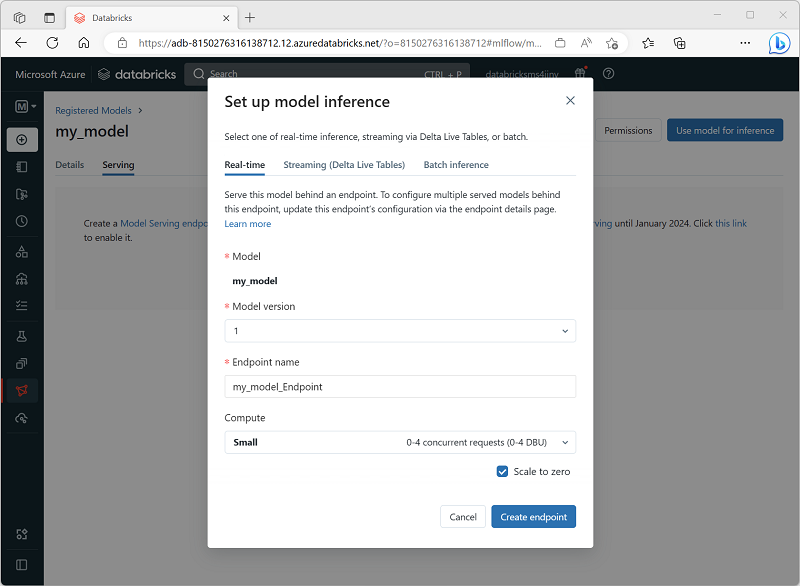 Databricks
https://adb-8150276316138712.12.azuredatabricks.net/?o=8150276316138712#mlflow/m...
Microsoft Azure databricks Search CTRL + P
Registered Models
my_model
Permissions
Use model for inference
Details Serving
Create a Model Serving endpo
until January 2024. Click this link
to enable it.
Set up model inference
Select one of real-time inference, streaming via Delta Live Tables, or batch.
Real-time Streaming (Delta Live Tables) Batch inference
Serve this model behind an endpoint. To configure multiple served models behind
this endpoint, update this endpoint's configuration via the endpoint details page.
Learn more
* Model
my_model
* Model version
1
* Endpoint name
my_model_Endpoint
Compute
Small 0-4 concurrent requests (0-4 DBU)
Scale to zero
Cancel Create endpoint